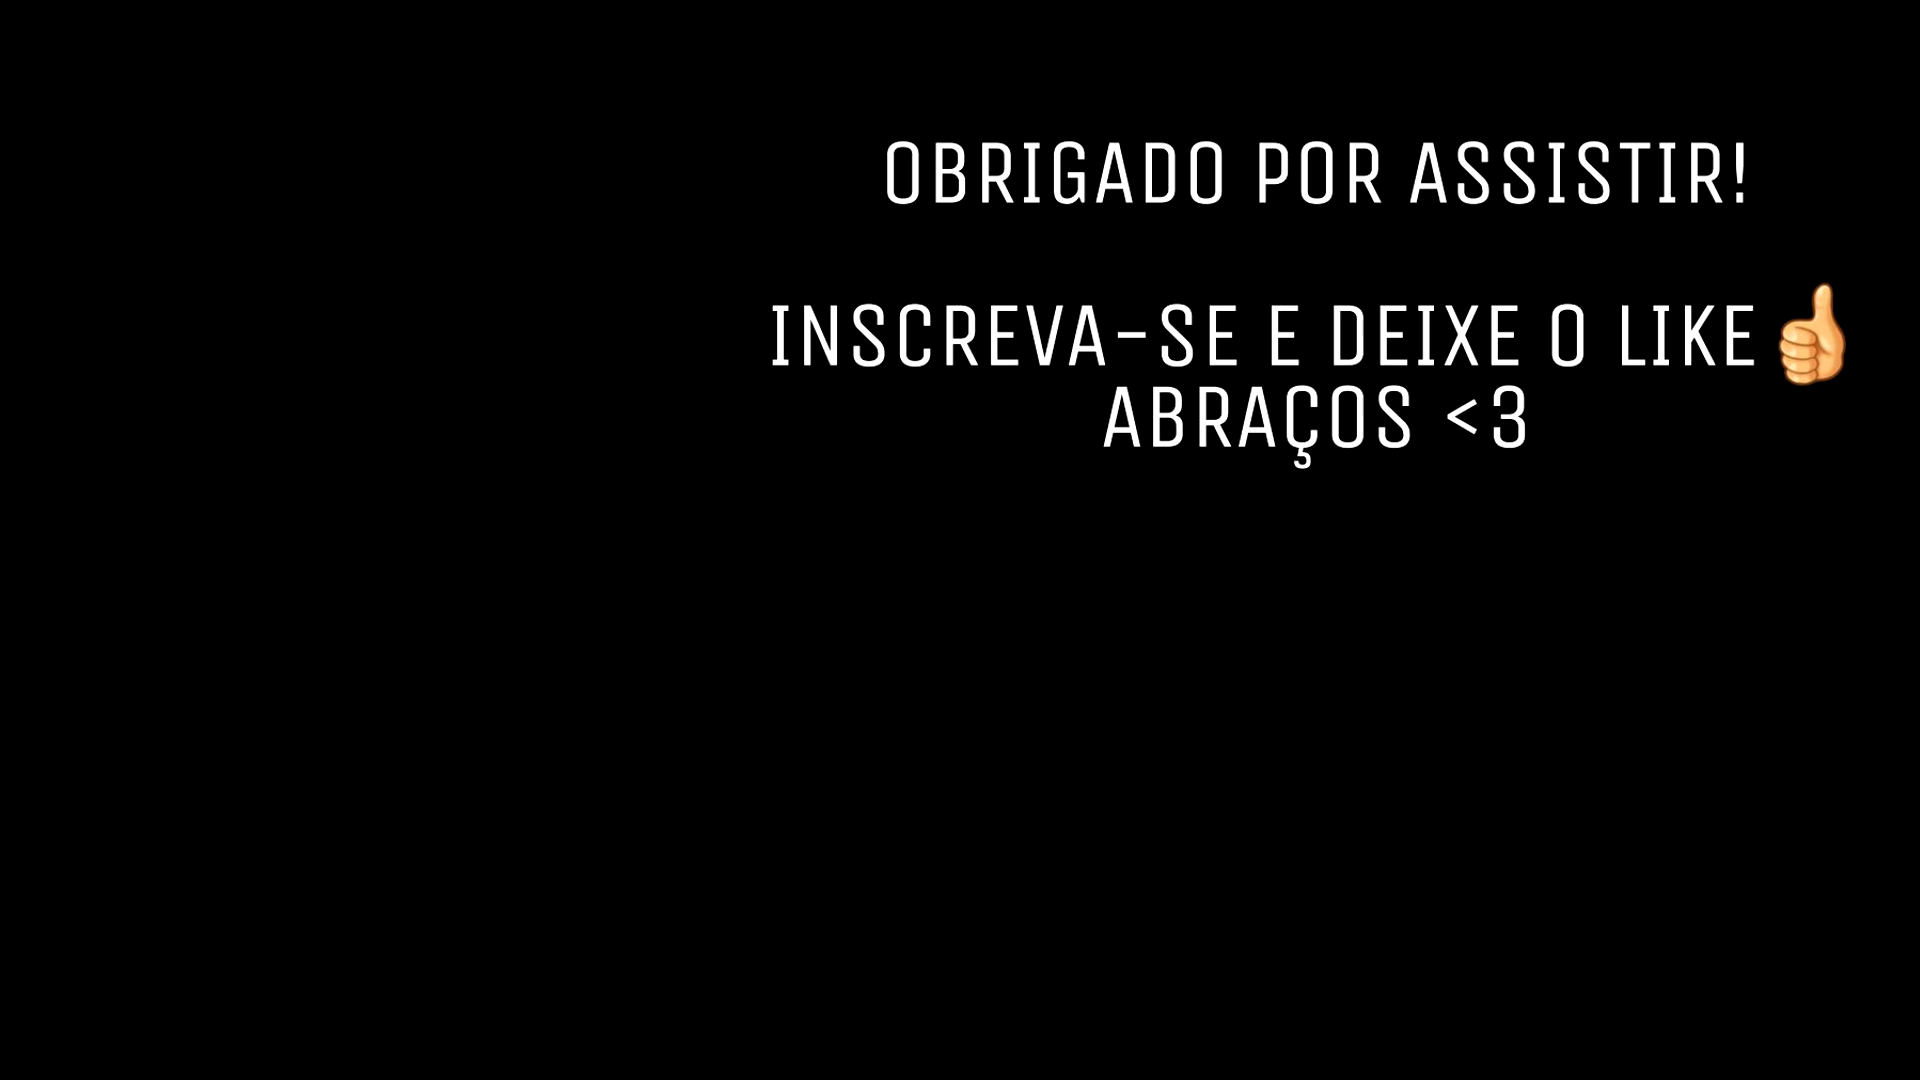 OBRIGADO POR ASSISTIR!
INSCREVA-SE E DEIXE O LIKE👍
ABRAÇOS <3